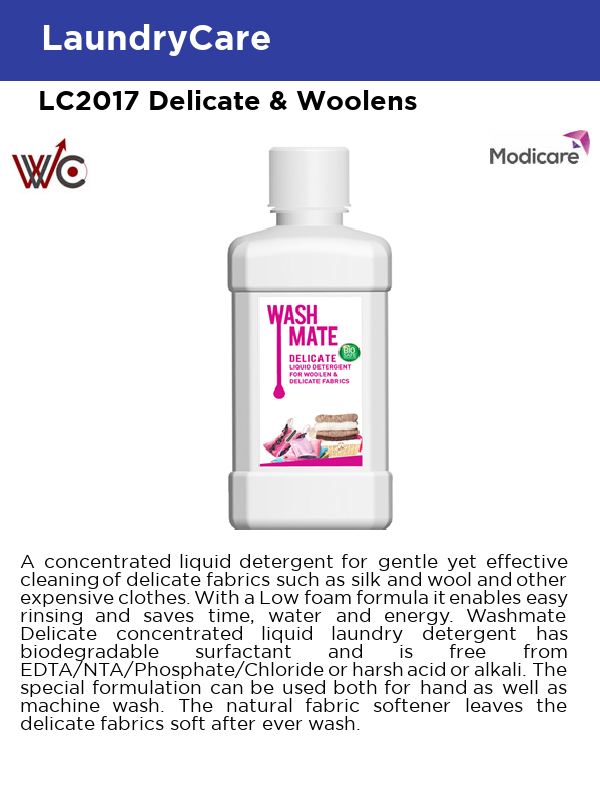 LaundryCare
LC2017 Delicate & Woolens
WC
Modicare
WASH
MATE
DELICATE
LIQUID DETERGENT
FOR WOOLEN &
DELICATE FABRICS
A concentrated liquid detergent for gentle yet effective
cleaning of delicate fabrics such as silk and wool and other
expensive clothes. With a Low foam formula it enables easy
rinsing and saves time, water and energy. Washmate
Delicate concentrated liquid laundry detergent has
biodegradable surfactant and is free from
EDTA/NTA/Phosphate/Chloride or harsh acid or alkali. The
special formulation can be used both for hand as well as
machine wash. The natural fabric softener leaves the
delicate fabrics soft after ever wash.